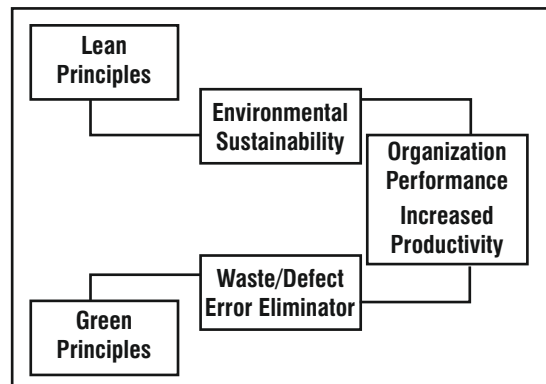 Lean
Principles
Environmental
Sustainability
Organization
Performance
Increased
Productivity
Waste/Defect
Error Eliminator
Green
Principles